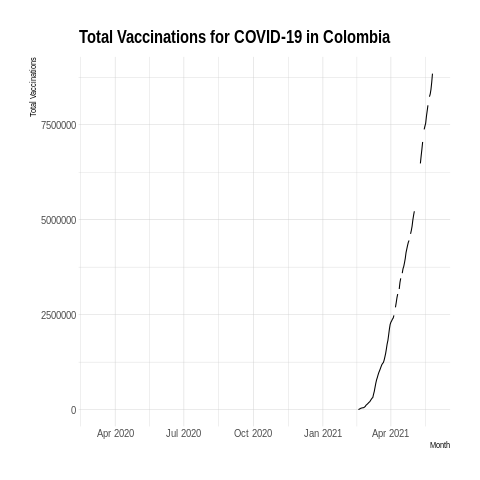 Total Vaccinations for COVID-19 in Colombia
Total Vaccinations
7500000
5000000
2500000
0
Apr 2020 Jul 2020 Oct 2020 Jan 2021 Apr 2021
Month